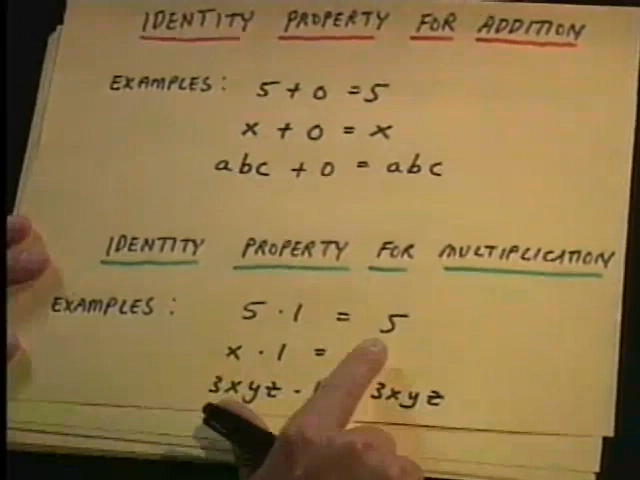 IDENTITY PROPERTY FOR ADDITION
EXAMPLES: 5 + 0 = 5
x + 0 = x
abc + 0 = abc
IDENTITY PROPERTY FOR MULTIPLICATION
EXAMPLES: 5 · 1 = 5
x · 1 =
3xyz · 3xyz